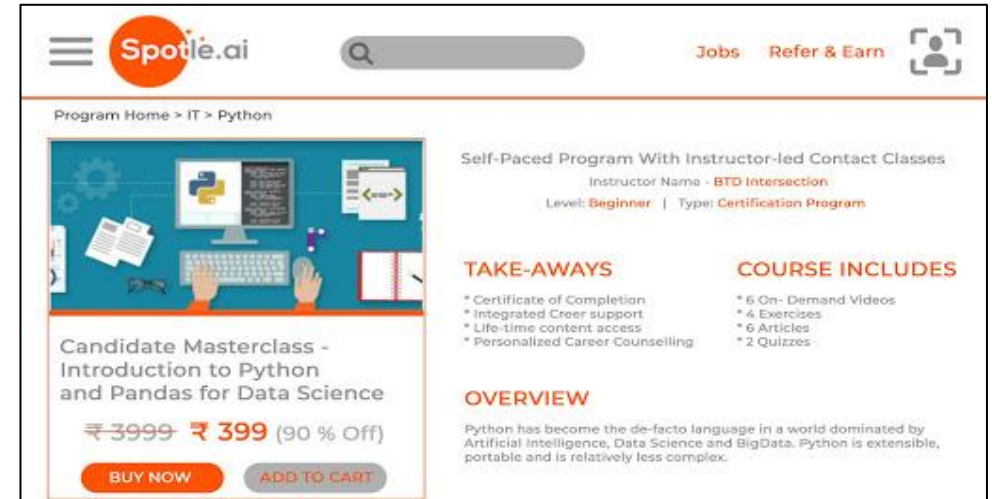 Spotle.ai
Jobs Refer & Earn
Program Home > IT > Python
Self-Paced Program With Instructor-led Contact Classes
Instructor Name - BTD Intersection
Level: Beginner | Type: Certification Program
TAKE-AWAYS
* Certificate of Completion
* Integrated Creer support
* Life-time content access
* Personalized Career Counselling
COURSE INCLUDES
* 6 On- Demand Videos
* 4 Exercises
* 6 Articles
* 2 Quizzes
Candidate Masterclass -
Introduction to Python
and Pandas for Data Science
₹ 3999 ₹ 399 (90 % Off)
BUY NOW ADD TO CART
OVERVIEW
Python has become the de-facto language in a world dominated by
Artificial Intelligence, Data Science and BigData. Python is extensible,
portable and is relatively less complex.